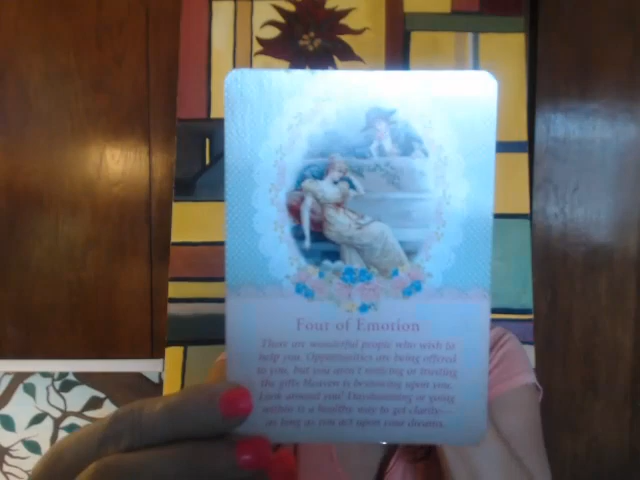 Four of Emotion
There are wonderful people who wish to
help you. Opportunities are being offered
to you, but you aren't noticing or trusting
the gifts Heaven is bestowing upon you.
Look around you! Daydreaming or going
within is a healthy way to get clarity—
as long as you act upon your dreams.